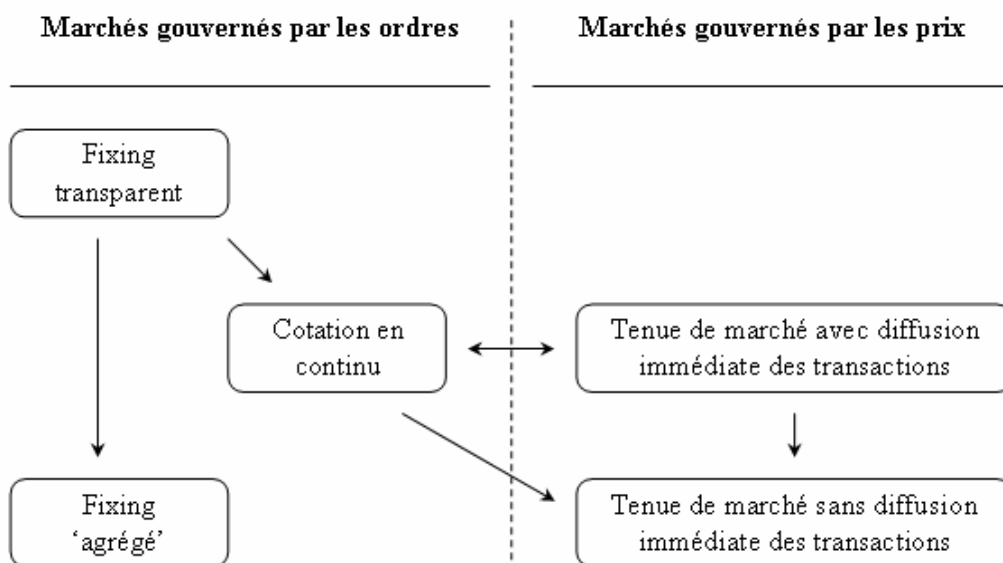 Marchés gouvernés par les ordres
Marchés gouvernés par les prix
Fixing
transparent
Cotation en
continu
Tenue de marché avec diffusion
immédiate des transactions
Fixing
‘agrégé’
Tenue de marché sans diffusion
immédiate des transactions